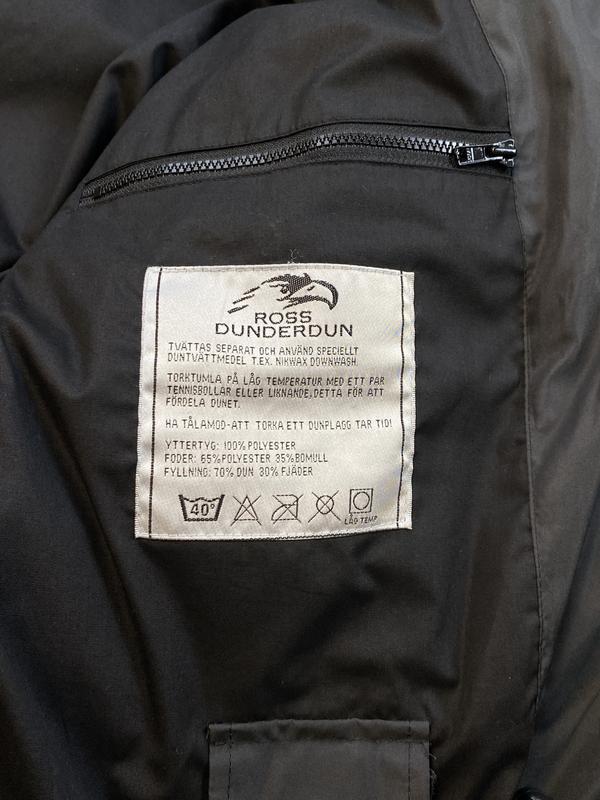 ROSS
DUNDERDUN
TVÄTTAS SEPARAT OCH ANVÄND SPECIELLT
DUNTVÄTTMEDEL T.EX. NIKWAX DOWNWASH.
TORKTUMLA PÅ LÅG TEMPERATUR MED ETT PAR
TENNISBOLLAR ELLER LIKNANDE,DETTA FÖR ATT
FÖRDELA DUNET.
HA TÅLAMOD-ATT TORKA ETT DUNPLAGG TAR TID!
YTTERTYG: 100% POLYESTER
FODER: 65%POLYESTER 35%BOMULL
FYLLNING: 70% DUN 30% FJÄDER
40°
LÅG TEMP